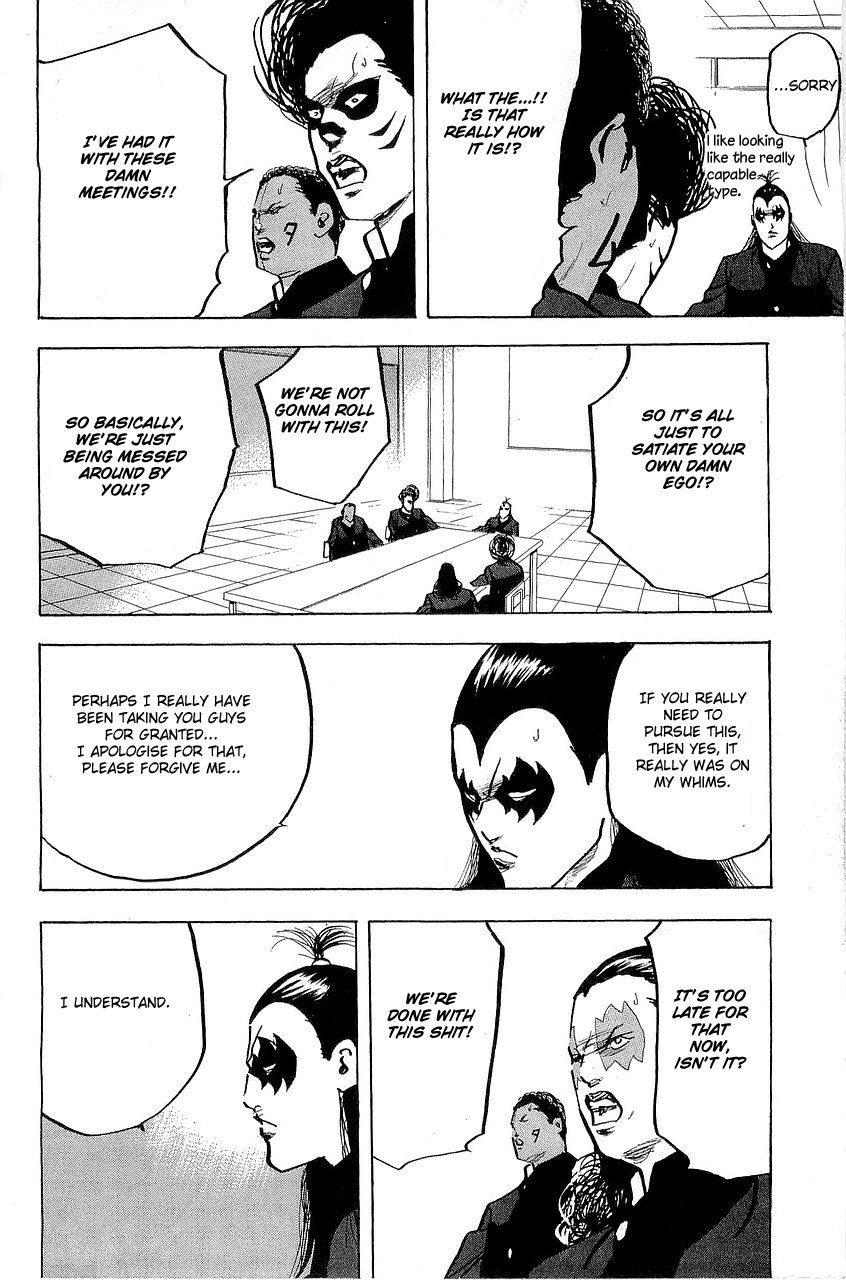 ...SORRY
I like looking
like the really
capable
type.
WHAT THE...!!
IS THAT
REALLY HOW
IT IS!?
I'VE HAD IT
WITH THESE
DAMN
MEETINGS!!
SO IT'S ALL
JUST TO
SATIATE YOUR
OWN DAMN
EGO!?
WE'RE NOT
GONNA ROLL
WITH THIS!
SO BASICALLY,
WE'RE JUST
BEING MESSED
AROUND BY
YOU!?
IF YOU REALLY
NEED TO
PURSUE THIS,
THEN YES, IT
REALLY WAS ON
MY WHIMS.
PERHAPS I REALLY HAVE
BEEN TAKING YOU GUYS
FOR GRANTED...
I APOLOGISE FOR THAT,
PLEASE FORGIVE ME...
IT'S TOO
LATE FOR
THAT
NOW,
ISN'T IT?
WE'RE
DONE WITH
THIS SHIT!
I UNDERSTAND.